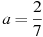 a = 2/7